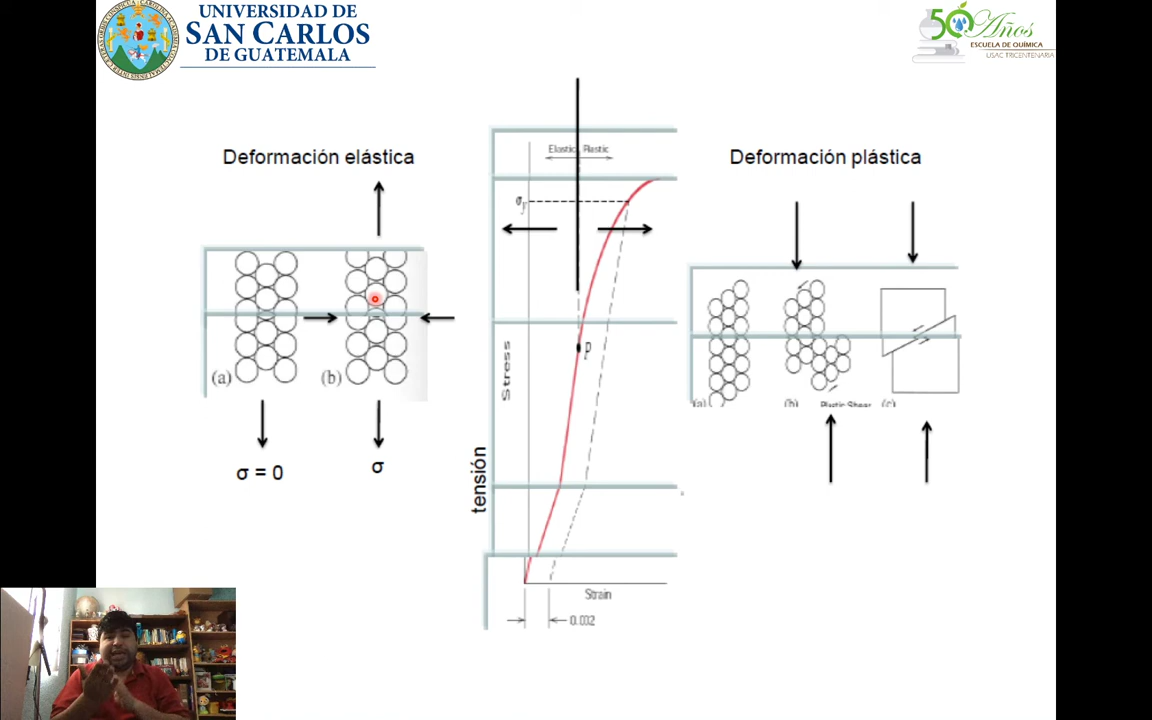 UNIVERSIDAD DE
SAN CARLOS
DE GUATEMALA
50 Años
ESCUELA DE QUÍMICA
USAC TRICENTENARIA
Deformación elástica
(a)
(b)
σ = 0
σ
Elastic Plastic
σy
P
Stress
tensión
Strain
0.002
Deformación plástica
(a)
(b)
Plastic Shear
(c)